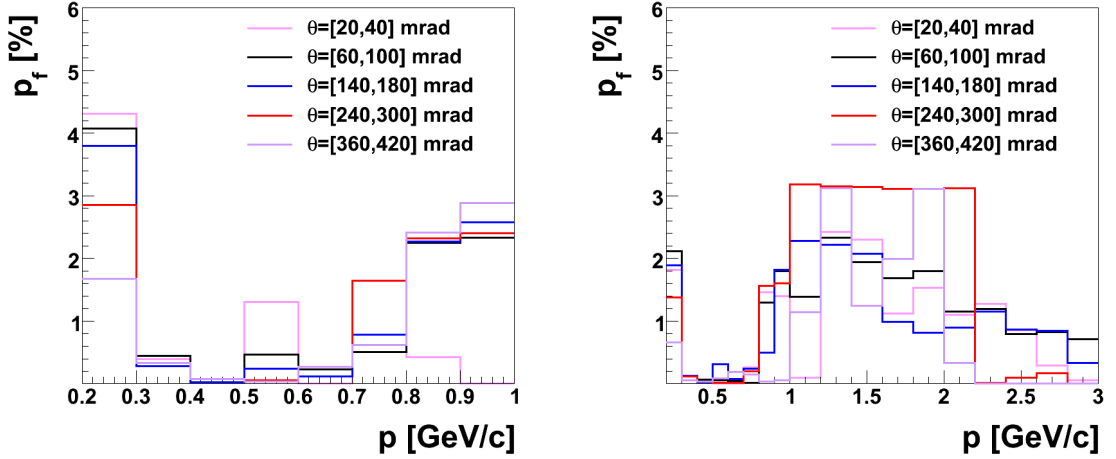 p_f [%]
6
5
4
3
2
1
θ=[20,40] mrad
θ=[60,100] mrad
θ=[140,180] mrad
θ=[240,300] mrad
θ=[360,420] mrad
0.2 0.3 0.4 0.5 0.6 0.7 0.8 0.9 1
p [GeV/c]
p_f [%]
6
5
4
3
2
1
θ=[20,40] mrad
θ=[60,100] mrad
θ=[140,180] mrad
θ=[240,300] mrad
θ=[360,420] mrad
0.5 1 1.5 2 2.5 3
p [GeV/c]